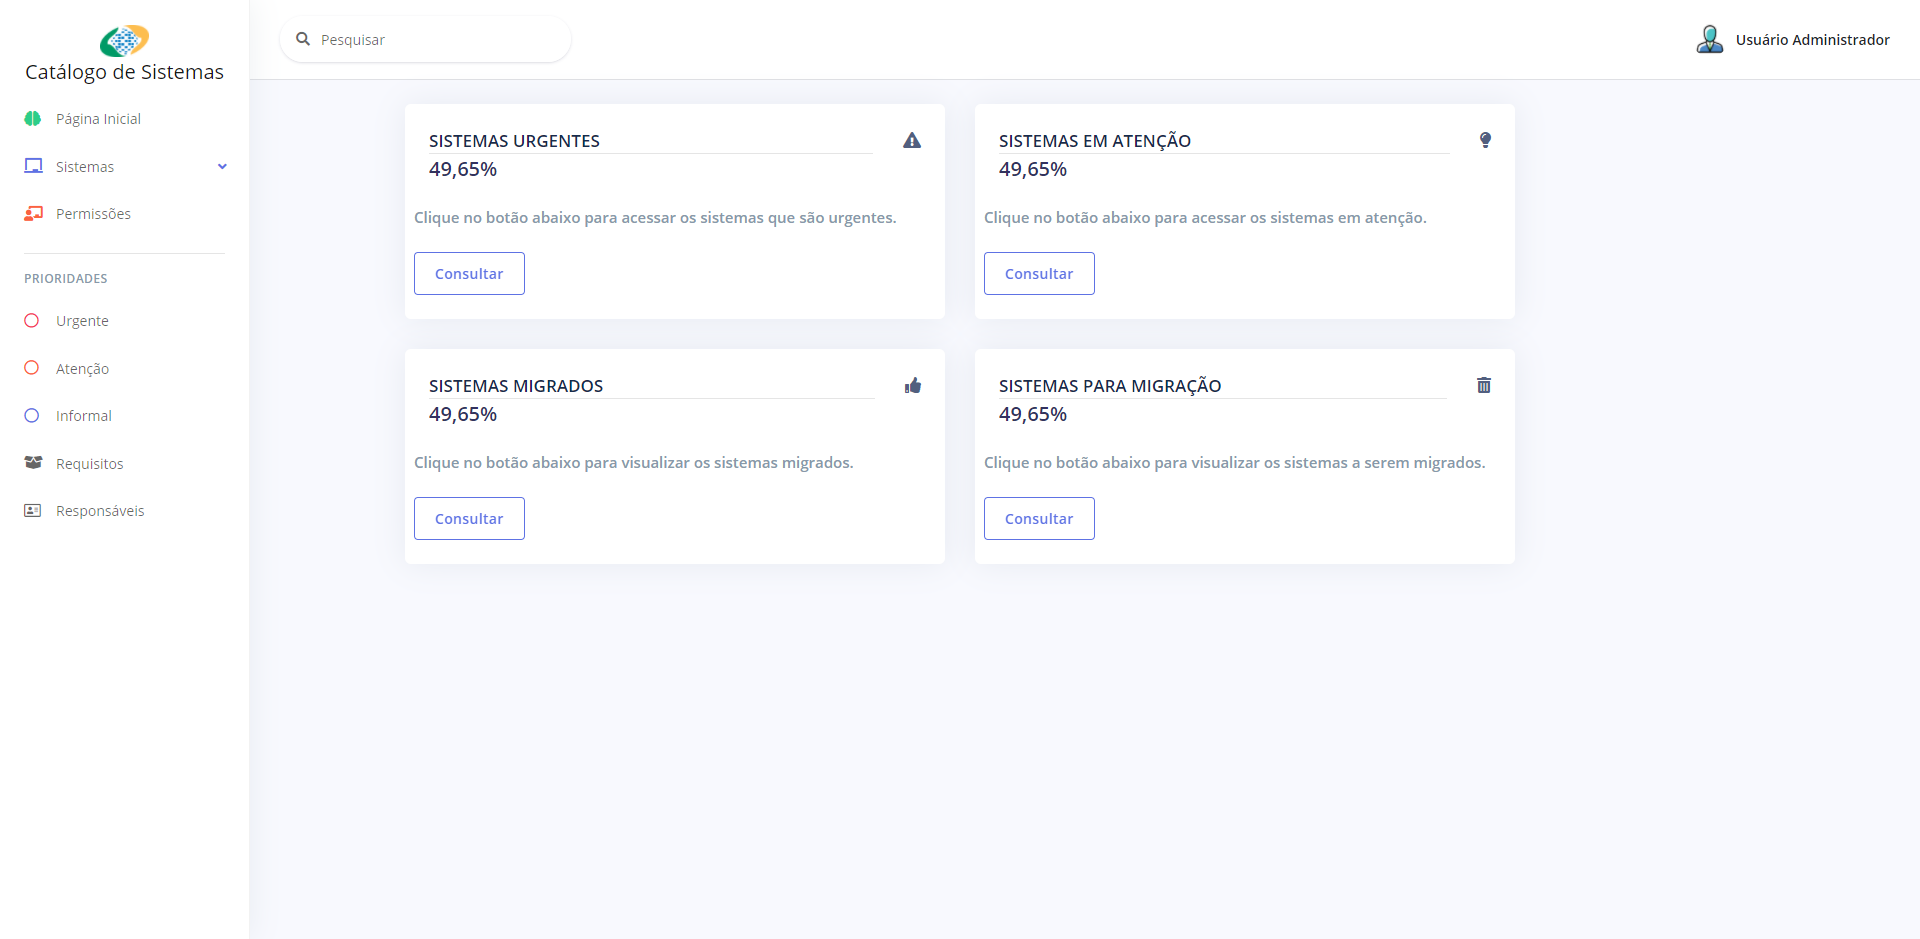 Catálogo de Sistemas
Página Inicial
Sistemas
Permissões
PRIORIDADES
Urgente
Atenção
Informal
Requisitos
Responsáveis
Pesquisar
Usuário Administrador
SISTEMAS URGENTES
49,65%
Clique no botão abaixo para acessar os sistemas que são urgentes.
Consultar
SISTEMAS EM ATENÇÃO
49,65%
Clique no botão abaixo para acessar os sistemas em atenção.
Consultar
SISTEMAS MIGRADOS
49,65%
Clique no botão abaixo para visualizar os sistemas migrados.
Consultar
SISTEMAS PARA MIGRAÇÃO
49,65%
Clique no botão abaixo para visualizar os sistemas a serem migrados.
Consultar